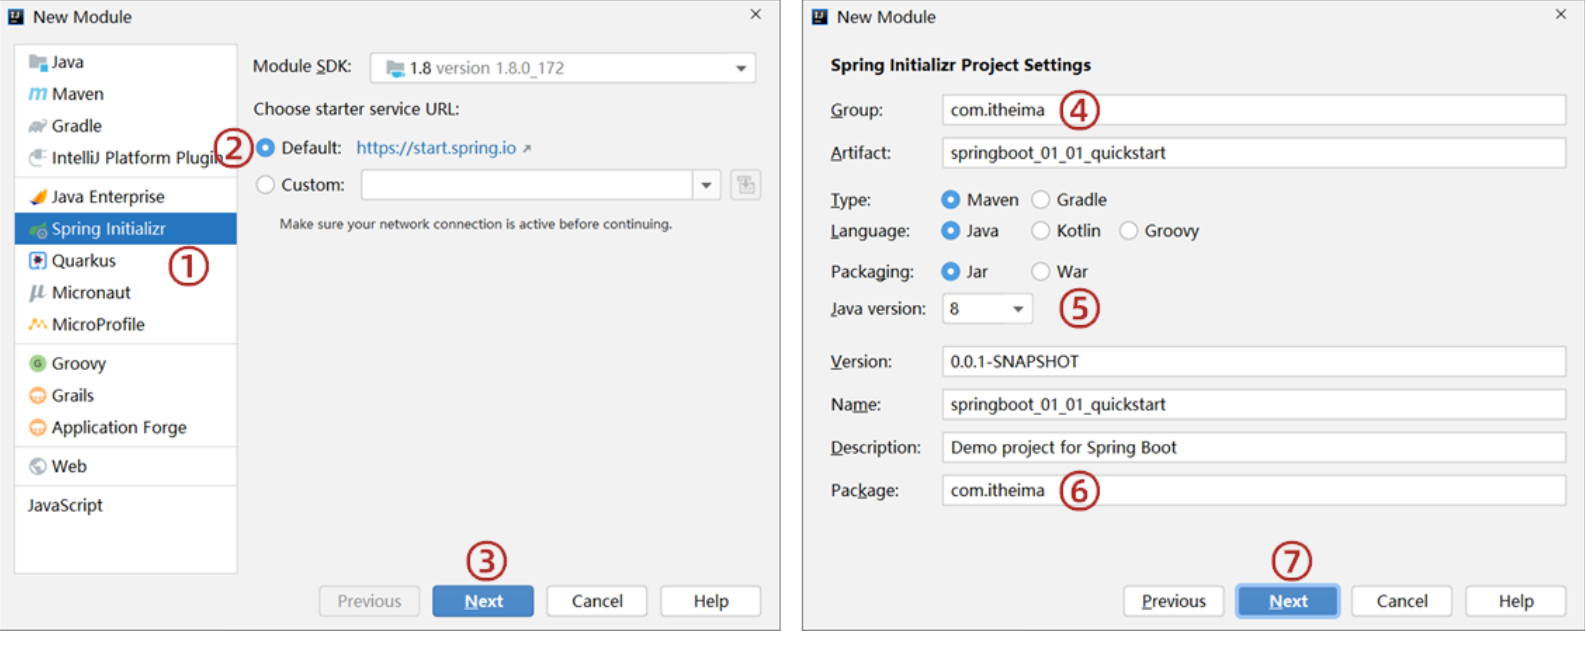 New Module
Java
Maven
Gradle
IntelliJ Platform Plugin
Java Enterprise
Spring Initializr
Quarkus
Micronaut
MicroProfile
Groovy
Grails
Application Forge
Web
JavaScript
①
Module SDK: 1.8 version 1.8.0_172
Choose starter service URL:
② Default: https://start.spring.io
Custom:
Make sure your network connection is active before continuing.
③
Previous Next Cancel Help
New Module
Spring Initializr Project Settings
Group: com.itheima ④
Artifact: springboot_01_01_quickstart
Type: Maven Gradle
Language: Java Kotlin Groovy
Packaging: Jar War
Java version: 8 ⑤
Version: 0.0.1-SNAPSHOT
Name: springboot_01_01_quickstart
Description: Demo project for Spring Boot
Package: com.itheima ⑥
⑦
Previous Next Cancel Help